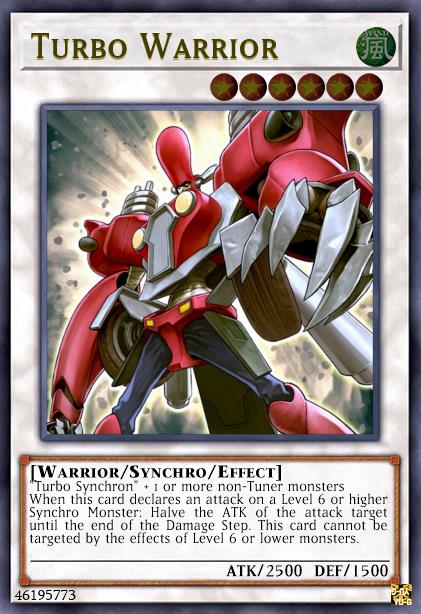 TURBO WARRIOR
WIND
風
[WARRIOR/SYNCHRO/EFFECT]
"Turbo Synchron" + 1 or more non-Tuner monsters
When this card declares an attack on a Level 6 or higher
Synchro Monster: Halve the ATK of the attack target
until the end of the Damage Step. This card cannot be
targeted by the effects of Level 6 or lower monsters.
ATK/2500 DEF/1500
46195773